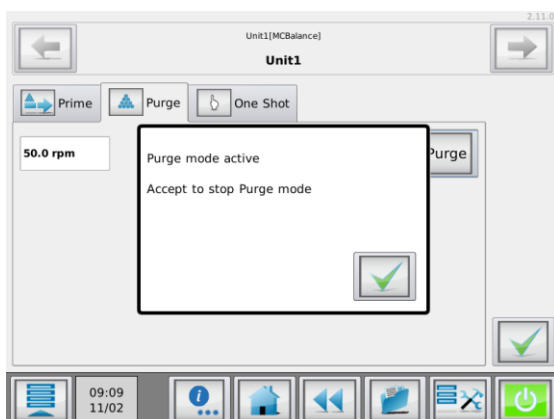 2.11.0
Unit1[MCBalance]
Unit1
Prime
Purge
One Shot
50.0 rpm
Purge
Purge mode active
Accept to stop Purge mode
09:09
11/02